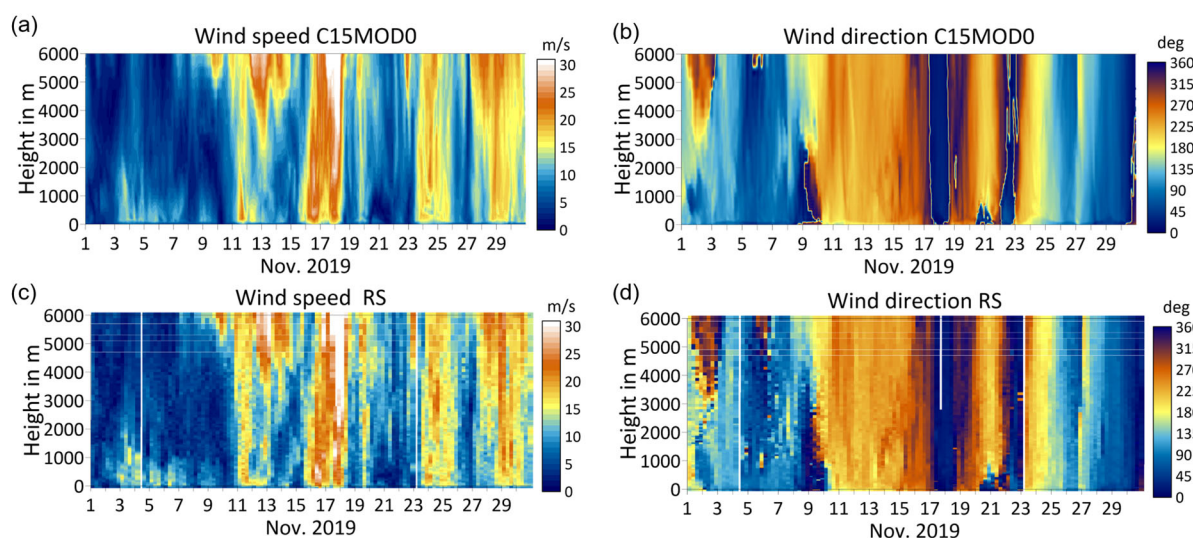 (a)
Wind speed C15MOD0
m/s
Height in m
6000
5000
4000
3000
2000
1000
0
1 3 5 7 9 11 13 15 17 19 21 23 25 27 29
Nov. 2019
30
25
20
15
10
5
0
(b)
Wind direction C15MOD0
deg
Height in m
6000
5000
4000
3000
2000
1000
0
1 3 5 7 9 11 13 15 17 19 21 23 25 27 29
Nov. 2019
360
315
270
225
180
135
90
45
0
(c)
Wind speed RS
m/s
Height in m
6000
5000
4000
3000
2000
1000
0
1 3 5 7 9 11 13 15 17 19 21 23 25 27 29
Nov. 2019
30
25
20
15
10
5
0
(d)
Wind direction RS
deg
Height in m
6000
5000
4000
3000
2000
1000
0
1 3 5 7 9 11 13 15 17 19 21 23 25 27 29
Nov. 2019
360
315
270
225
180
135
90
45
0